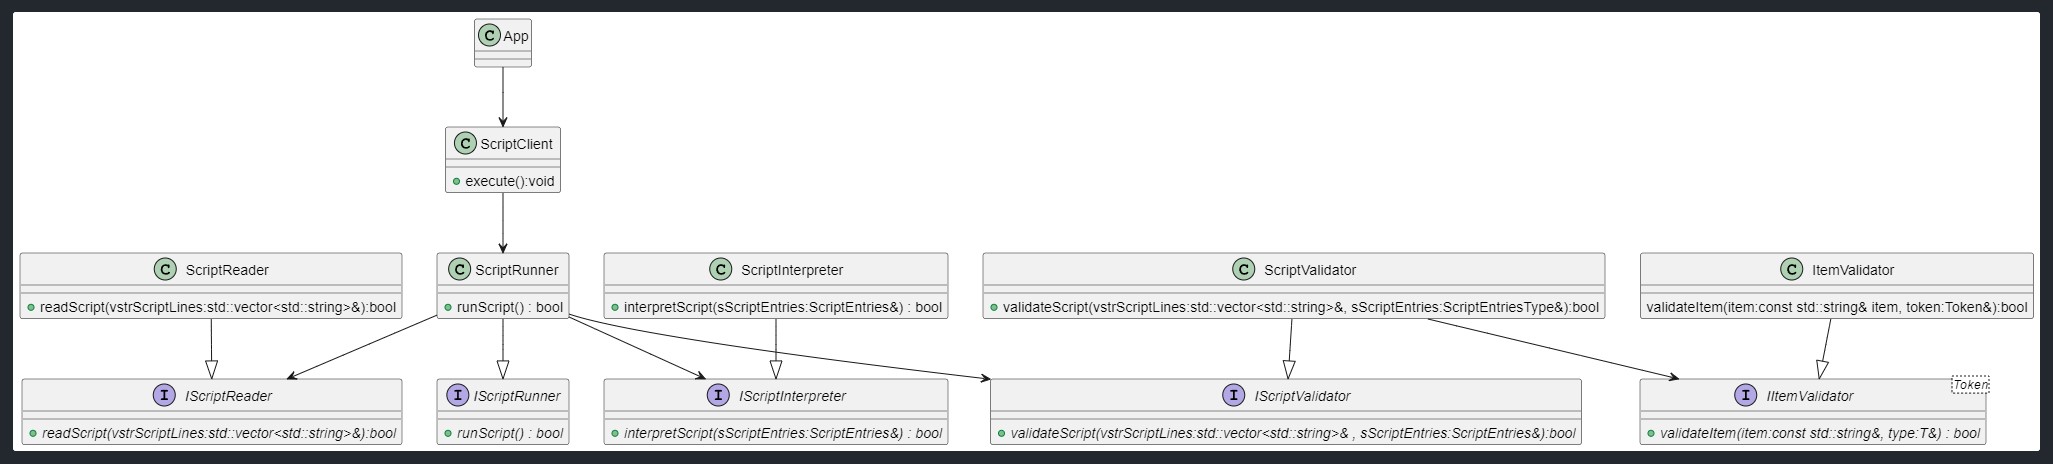 C App
C ScriptClient
execute():void
C ScriptReader
readScript(vstrScriptLines:std::vector<std::string>&):bool
C ScriptRunner
runScript() : bool
C ScriptInterpreter
interpretScript(sScriptEntries:ScriptEntries&) : bool
C ScriptValidator
validateScript(vstrScriptLines:std::vector<std::string>&, sScriptEntries:ScriptEntriesType&):bool
C ItemValidator
validateItem(item:const std::string& item, token:Token&):bool
I IScriptReader
readScript(vstrScriptLines:std::vector<std::string>&):bool
I IScriptRunner
runScript() : bool
I IScriptInterpreter
interpretScript(sScriptEntries:ScriptEntries&) : bool
I IScriptValidator
validateScript(vstrScriptLines:std::vector<std::string>& , sScriptEntries:ScriptEntries&):bool
Token
I IItemValidator
validateItem(item:const std::string&, type:T&) : bool